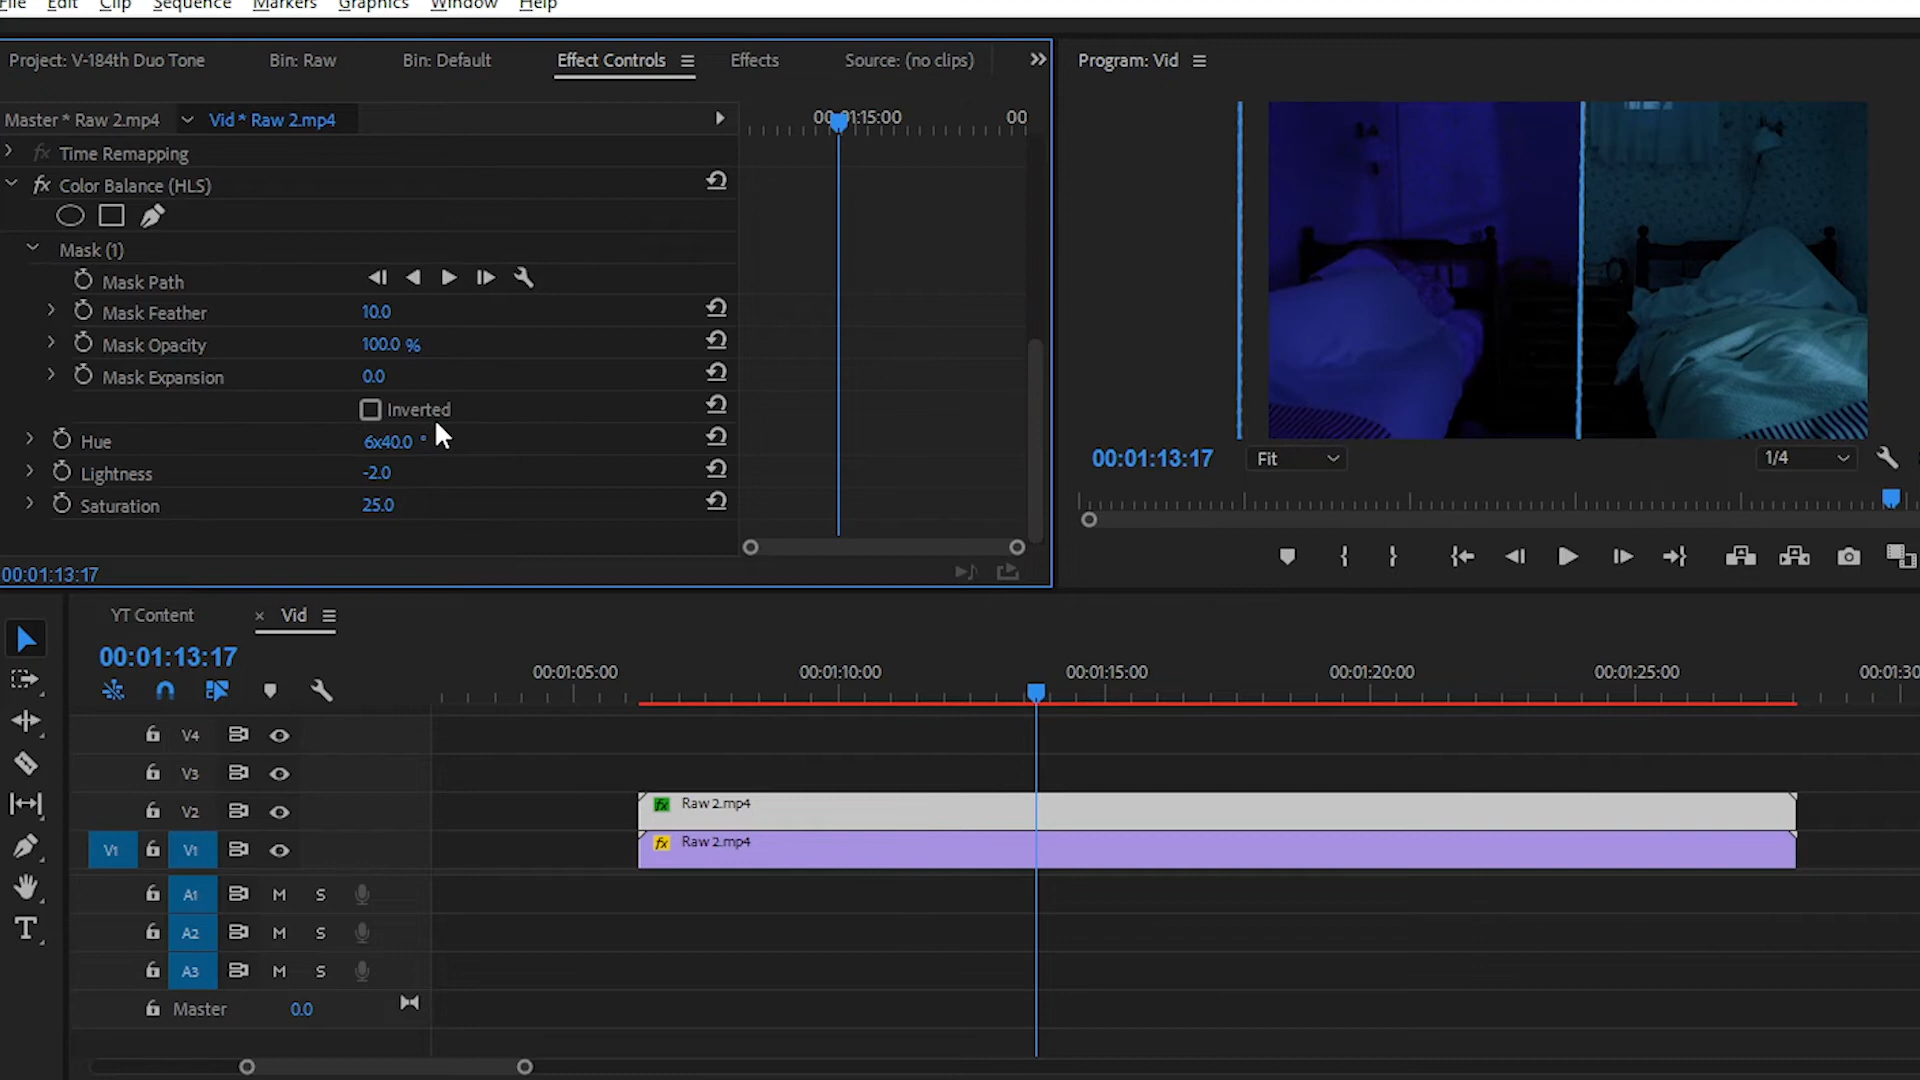 File Edit Clip Sequence Markers Graphics Window Help
Project: V-184th Duo Tone Bin: Raw Bin: Default Effect Controls Effects Source: (no clips)
Program: Vid
Master * Raw 2.mp4 Vid * Raw 2.mp4
00:01:15:00 00
fx Time Remapping
fx Color Balance (HLS)
Mask (1)
Mask Path
Mask Feather 10.0
Mask Opacity 100.0 %
Mask Expansion 0.0
Inverted
Hue 6x40.0 °
Lightness -2.0
Saturation 25.0
00:01:13:17
00:01:13:17 Fit 1/4
YT Content × Vid
00:01:13:17
00:01:05:00 00:01:10:00 00:01:15:00 00:01:20:00 00:01:25:00 00:01:30
V4
V3
V2 fx Raw 2.mp4
V1 V1 fx Raw 2.mp4
A1 M S
A2 M S
A3 M S
Master 0.0